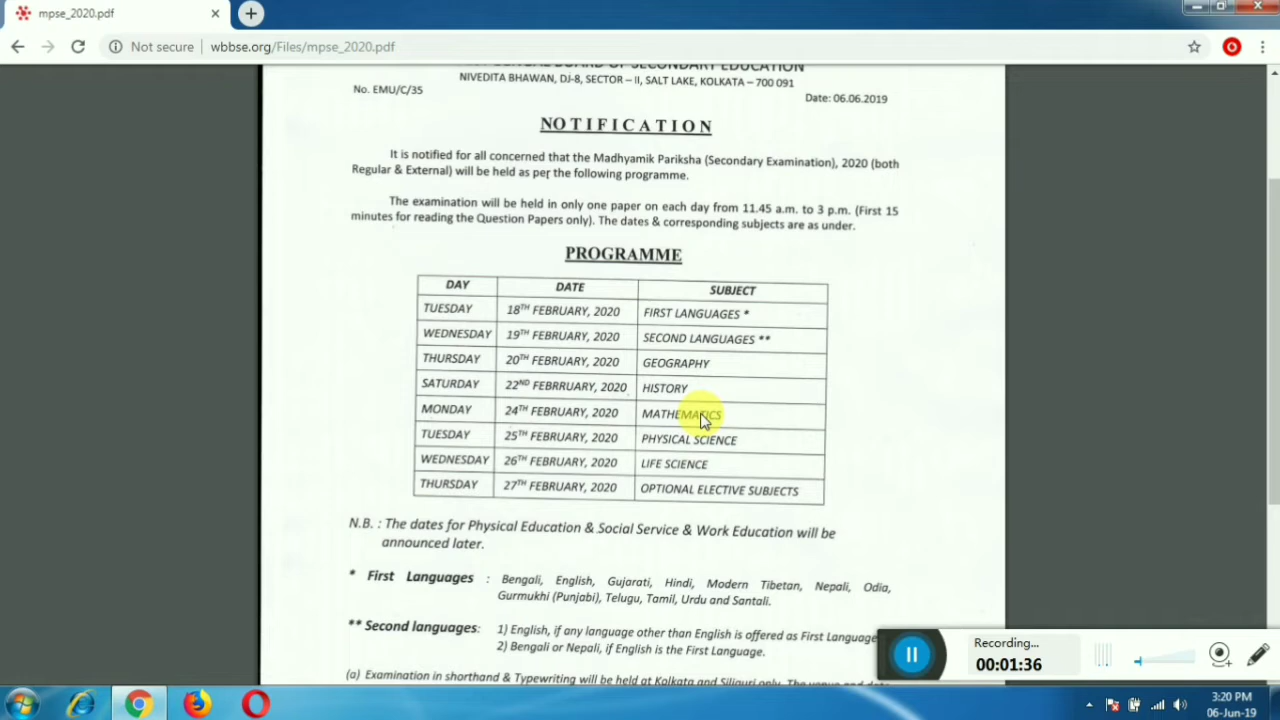 mpse_2020.pdf
Not secure
wbbse.org/Files/mpse_2020.pdf
BENGAL BOARD OF SECONDARY EDUCATION
NIVEDITA BHAWAN, DJ-8, SECTOR – II, SALT LAKE, KOLKATA – 700 091
No. EMU/C/35
Date: 06.06.2019
NOTIFICATION
It is notified for all concerned that the Madhyamik Pariksha (Secondary Examination), 2020 (both
Regular & External) will be held as per the following programme.
The examination will be held in only one paper on each day from 11.45 a.m. to 3 p.m. (First 15
minutes for reading the Question Papers only). The dates & corresponding subjects are as under.
PROGRAMME
DAY DATE SUBJECT
TUESDAY 18TH FEBRUARY, 2020 FIRST LANGUAGES *
WEDNESDAY 19TH FEBRUARY, 2020 SECOND LANGUAGES **
THURSDAY 20TH FEBRUARY, 2020 GEOGRAPHY
SATURDAY 22ND FEBRRUARY, 2020 HISTORY
MONDAY 24TH FEBRUARY, 2020 MATHEMATICS
TUESDAY 25TH FEBRUARY, 2020 PHYSICAL SCIENCE
WEDNESDAY 26TH FEBRUARY, 2020 LIFE SCIENCE
THURSDAY 27TH FEBRUARY, 2020 OPTIONAL ELECTIVE SUBJECTS
N.B. : The dates for Physical Education & Social Service & Work Education will be
announced later.
* First Languages : Bengali, English, Gujarati, Hindi, Modern Tibetan, Nepali, Odia,
Gurmukhi (Punjabi), Telugu, Tamil, Urdu and Santali.
** Second languages: 1) English, if any language other than English is offered as First Language
2) Bengali or Nepali, if English is the First Language.
(a) Examination in shorthand & Typewriting will be held at Kolkata and Siliguri only. The venue and date
Recording...
00:01:36
3:20 PM
06-Jun-19